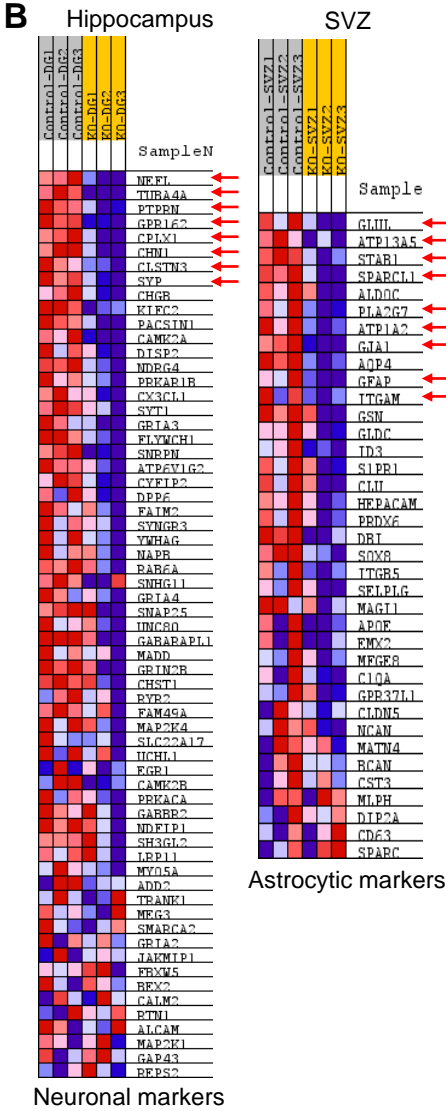 B
Hippocampus
Control-DG1
Control-DG2
Control-DG3
KO-DG1
KO-DG2
KO-DG3
SampleN
NEFL
TUBA4A
PTPRN
GPR162
CPLX1
CHN1
CLSTN3
SYP
CHGB
KIFC2
PACSIN1
CAMK2A
DISP2
NDRG4
PRKAR1B
CX3CL1
SYT1
GRIA3
FLYWCH1
SNRPN
ATP6V1G2
CYFIP2
DPP6
FAIM2
SYNGR3
YWHAG
NAPB
RAB6A
SNHG11
GRIA4
SNAP25
UNC80
GABARAPL1
MADD
GRIN2B
CHST1
RYR2
FAM49A
MAP2K4
SLC22A17
UCHL1
EGR1
CAMK2B
PRKACA
GABBR2
NDFIP1
SH3GL2
LRP11
MYO5A
ADD2
TRANK1
MEG3
SMARCA2
GRIA2
JAKMIP1
FBXW5
BEX2
CALM2
RTN1
ALCAM
MAP2K1
GAP43
REPS2
Neuronal markers
SVZ
Control-SVZ1
Control-SVZ2
Control-SVZ3
KO-SVZ1
KO-SVZ2
KO-SVZ3
Sample
GLUL
ATP13A5
STAB1
SPARCL1
ALDOC
PLA2G7
ATP1A2
GJA1
AQP4
GFAP
ITGAM
GSN
GLDC
ID3
S1PR1
CLU
HEPACAM
PRDX6
DBI
SOX8
ITGB5
SELPLG
MAGI1
APOE
EMX2
MFGE8
C1QA
GPR37L1
CLDN5
NCAN
MATN4
BCAN
CST3
MLPH
DIP2A
CD63
SPARC
Astrocytic markers